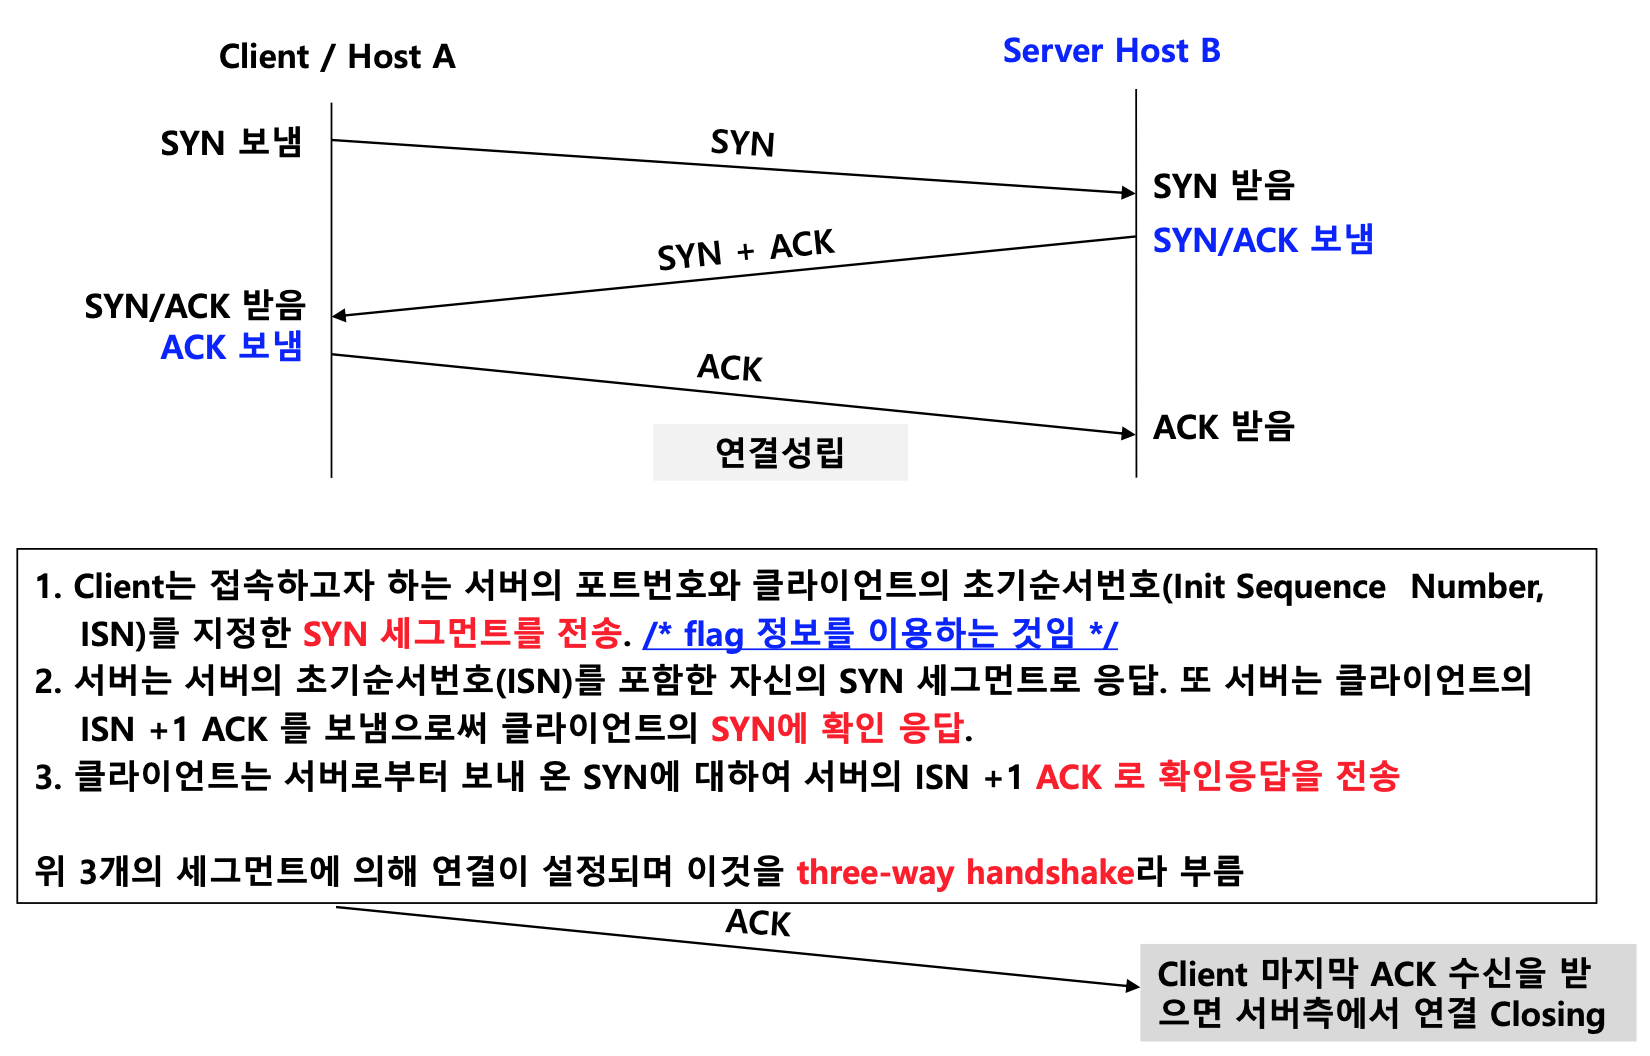 Client / Host A
Server Host B
SYN 보냄
SYN
SYN 받음
SYN + ACK
SYN/ACK 보냄
SYN/ACK 받음
ACK 보냄
ACK
ACK 받음
연결성립
1. Client는 접속하고자 하는 서버의 포트번호와 클라이언트의 초기순서번호(Init Sequence Number,
ISN)를 지정한 SYN 세그먼트를 전송. /* flag 정보를 이용하는 것임 */
2. 서버는 서버의 초기순서번호(ISN)를 포함한 자신의 SYN 세그먼트로 응답. 또 서버는 클라이언트의
ISN +1 ACK 를 보냄으로써 클라이언트의 SYN에 확인 응답.
3. 클라이언트는 서버로부터 보내 온 SYN에 대하여 서버의 ISN +1 ACK 로 확인응답을 전송
위 3개의 세그먼트에 의해 연결이 설정되며 이것을 three-way handshake라 부름
ACK
Client 마지막 ACK 수신을 받
으면 서버측에서 연결 Closing